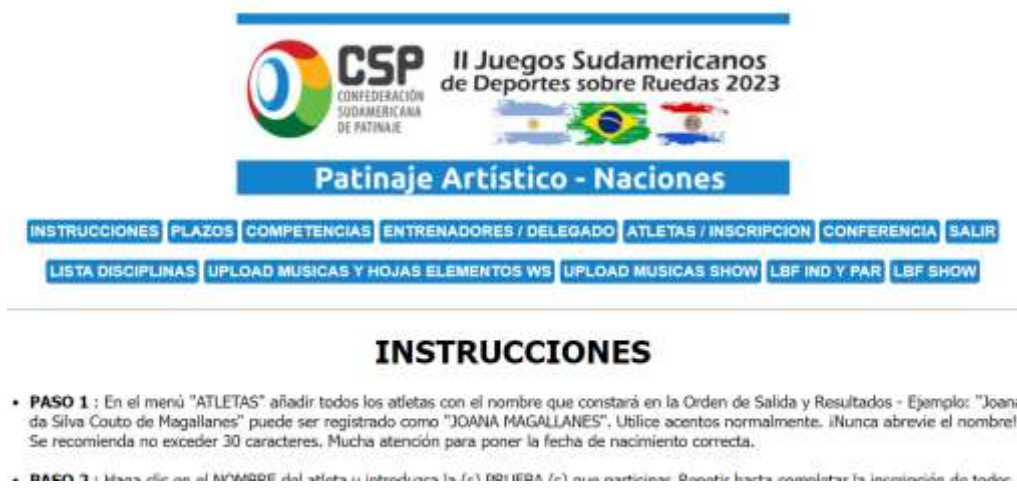 CSP
CONFEDERACIÓN
SUDAMERICANA
DE PATINAJE
II Juegos Sudamericanos
de Deportes sobre Ruedas 2023
Patinaje Artístico - Naciones
INSTRUCCIONES PLAZOS COMPETENCIAS ENTRENADORES / DELEGADO ATLETAS / INSCRIPCION CONFERENCIA SALIR
LISTA DISCIPLINAS UPLOAD MUSICAS Y HOJAS ELEMENTOS WS UPLOAD MUSICAS SHOW LBF IND Y PAR LBF SHOW
INSTRUCCIONES
• PASO 1 : En el menú "ATLETAS" añadir todos los atletas con el nombre que constará en la Orden de Salida y Resultados - Ejemplo: "Joana
da Silva Couto de Magallanes" puede ser registrado como "JOANA MAGALLANES". Utilice acentos normalmente. ¡Nunca abrevie el nombre!
Se recomienda no exceder 30 caracteres. Mucha atención para poner la fecha de nacimiento correcta.
• PASO 2 : Haga clic en el NOMBRE del atleta y introduzca la (s) PRUEBA (s) que participas. Repetir hasta completar la inscripción de todos